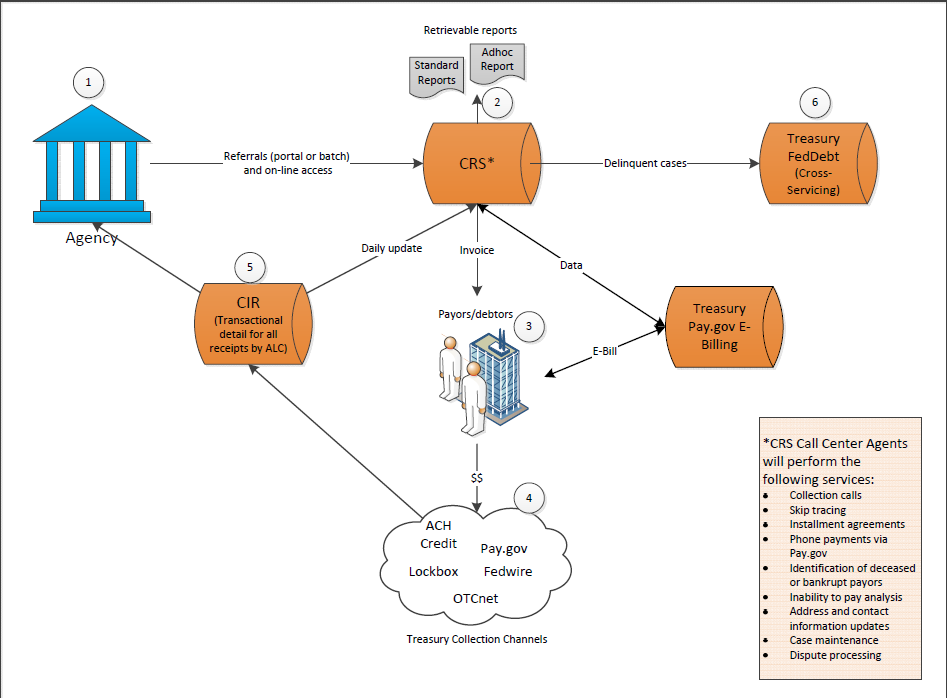 Retrievable reports
Standard
Reports
Adhoc
Report
1
2
6
Agency
Referrals (portal or batch)
and on-line access
CRS*
Delinquent cases
Treasury
FedDebt
(Cross-
Servicing)
5
Daily update
Invoice
Data
CIR
(Transactional
detail for all
receipts by ALC)
Payors/debtors
3
Treasury
Pay.gov E-
Billing
E-Bill
$$
4
ACH
Credit
Pay.gov
Lockbox
Fedwire
OTCnet
Treasury Collection Channels
*CRS Call Center Agents
will perform the
following services:
• Collection calls
• Skip tracing
• Installment agreements
• Phone payments via
Pay.gov
• Identification of deceased
or bankrupt payors
• Inability to pay analysis
• Address and contact
information updates
• Case maintenance
• Dispute processing